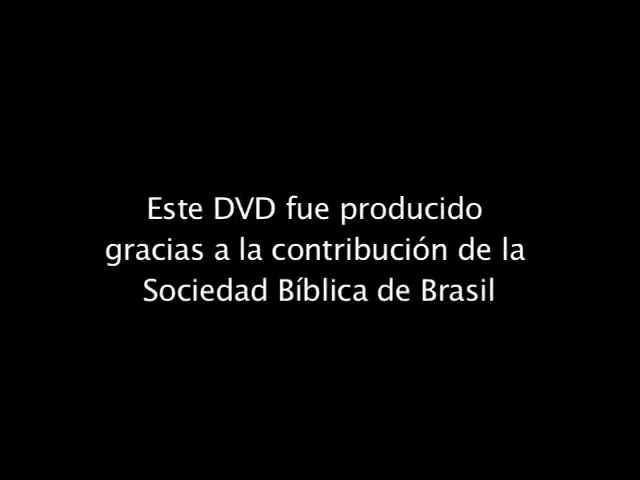 Este DVD fue producido
gracias a la contribución de la
Sociedad Bíblica de Brasil